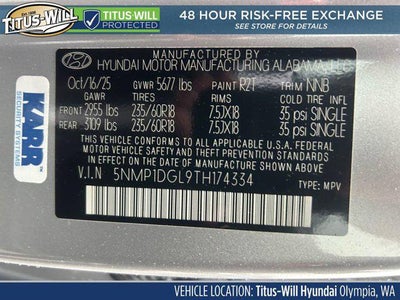 TITUS-WILL
TITUS-WILL
PROTECTED
48 HOUR RISK-FREE EXCHANGE
SEE WEBSITE FOR DETAILS
MANUFACTURED BY
HYUNDAI MOTOR MANUFACTURING ALABAMA, LLC
Oct/16/25 GVWR 5677 lbs PAINT R2T TRIM NNB
GAWR TIRES RIMS COLD TIRE
FRONT 2955 lbs 235/60R18 7.5JX18 35 psi SINGLE
REAR 3109 lbs 235/60R18 7.5JX18 35 psi SINGLE
THIS VEHICLE CONFORMS TO ALL APPLICABLE U.S.A. FEDERAL
MOTOR VEHICLE SAFETY, BUMPER, AND THEFT PREVENTION
STANDARDS IN EFFECT ON THE DATE OF MANUFACTURE SHOWN ABOVE.
V.I.N 5NMP1DGL9TH174334 TYPE: MPV
KARR
VEHICLE LOCATION: Titus-Will Hyundai Olympia, WA